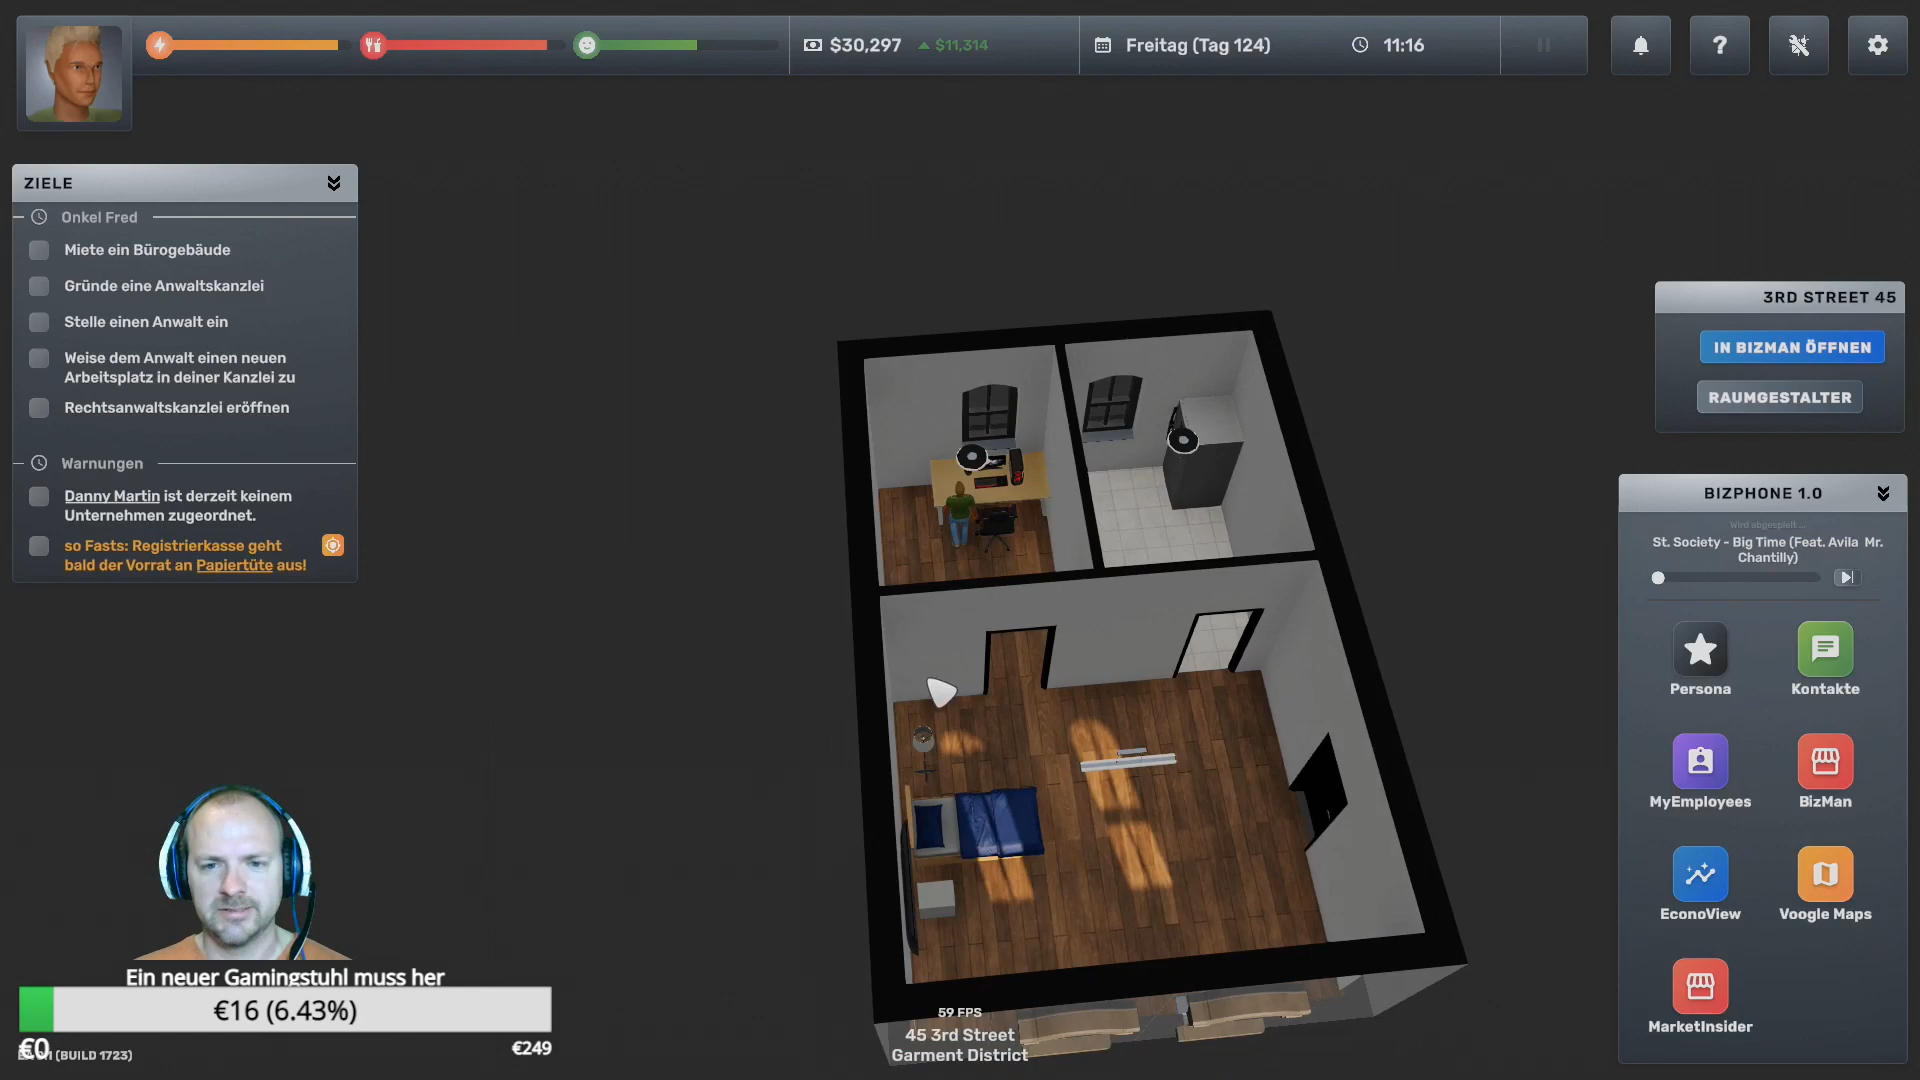 $30,297
$11,314
Freitag (Tag 124)
11:16
?
ZIELE
Onkel Fred
Miete ein Bürogebäude
Gründe eine Anwaltskanzlei
Stelle einen Anwalt ein
Weise dem Anwalt einen neuen
Arbeitsplatz in deiner Kanzlei zu
Rechtsanwaltskanzlei eröffnen
Warnungen
Danny Martin ist derzeit keinem
Unternehmen zugeordnet.
so Fasts: Registrierkasse geht
bald der Vorrat an Papiertüte aus!
3RD STREET 45
IN BIZMAN ÖFFNEN
RAUMGESTALTER
BIZPHONE 1.0
Wird abgespielt ...
St. Society - Big Time (Feat. Avila Mr.
Chantilly)
Persona
Kontakte
MyEmployees
BizMan
EconoView
Voogle Maps
MarketInsider
Ein neuer Gamingstuhl muss her
€16 (6.43%)
€0
€249
(BUILD 1723)
59 FPS
45 3rd Street
Garment District